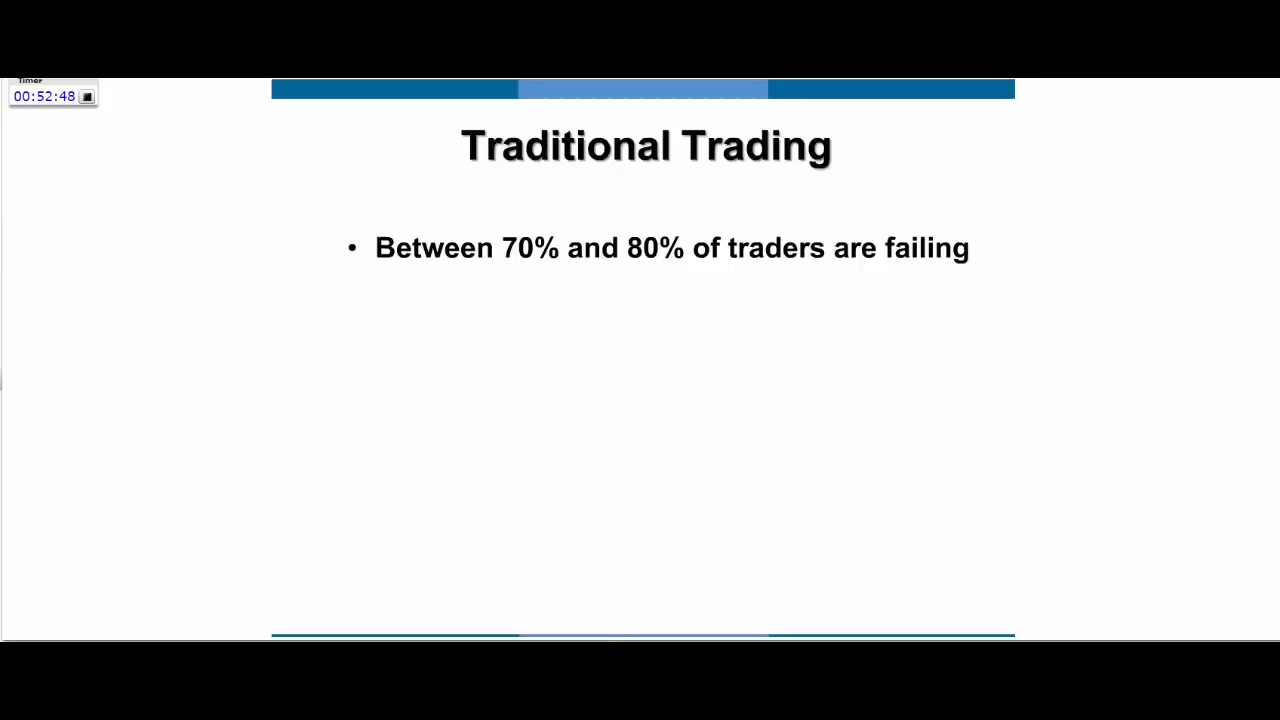 Timer
00:52:48
Traditional Trading
• Between 70% and 80% of traders are failing